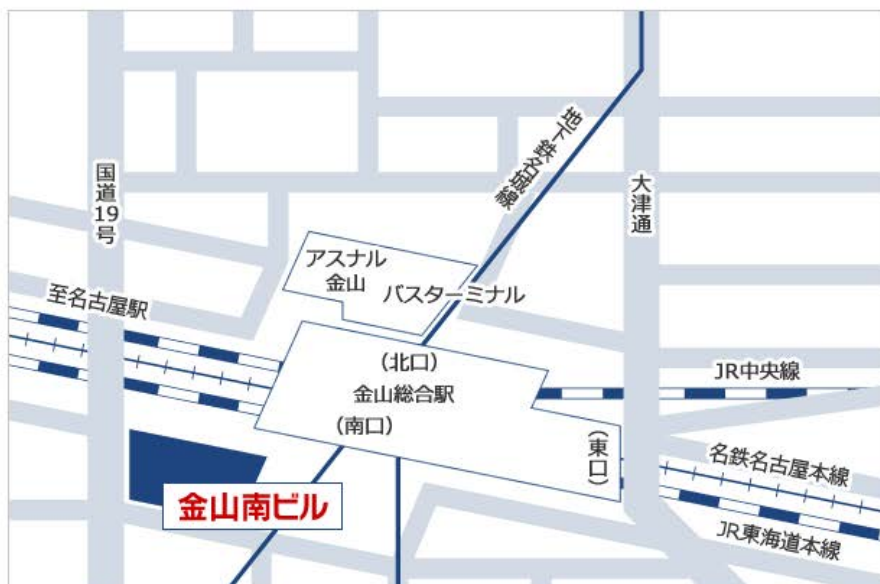 地下鉄名城線
国道19号
大津通
アスナル
金山
バスターミナル
至名古屋駅
(北口)
金山総合駅
(南口)
(東口)
JR中央線
名鉄名古屋本線
JR東海道本線
金山南ビル